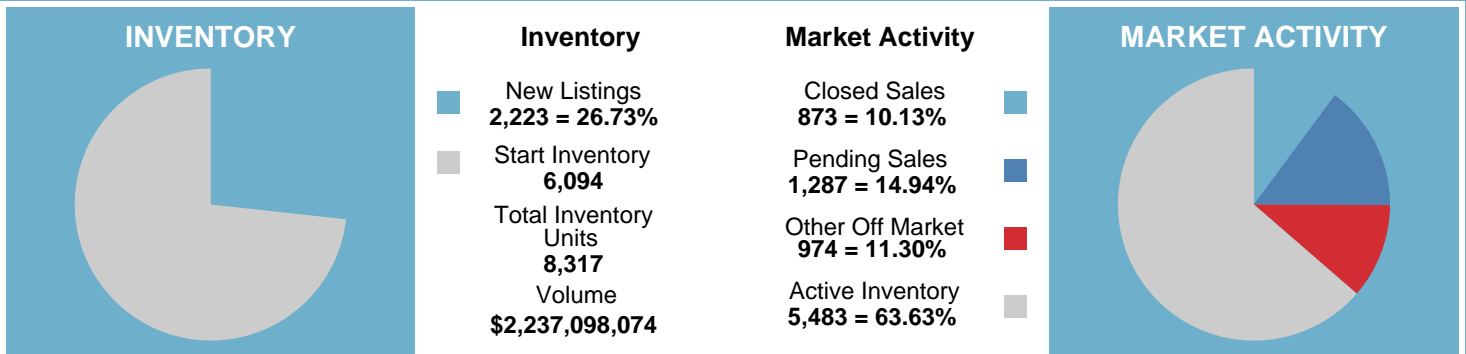 INVENTORY
Inventory
New Listings
2,223 = 26.73%
Start Inventory
6,094
Total Inventory
Units
8,317
Volume
$2,237,098,074
Market Activity
Closed Sales
873 = 10.13%
Pending Sales
1,287 = 14.94%
Other Off Market
974 = 11.30%
Active Inventory
5,483 = 63.63%
MARKET ACTIVITY